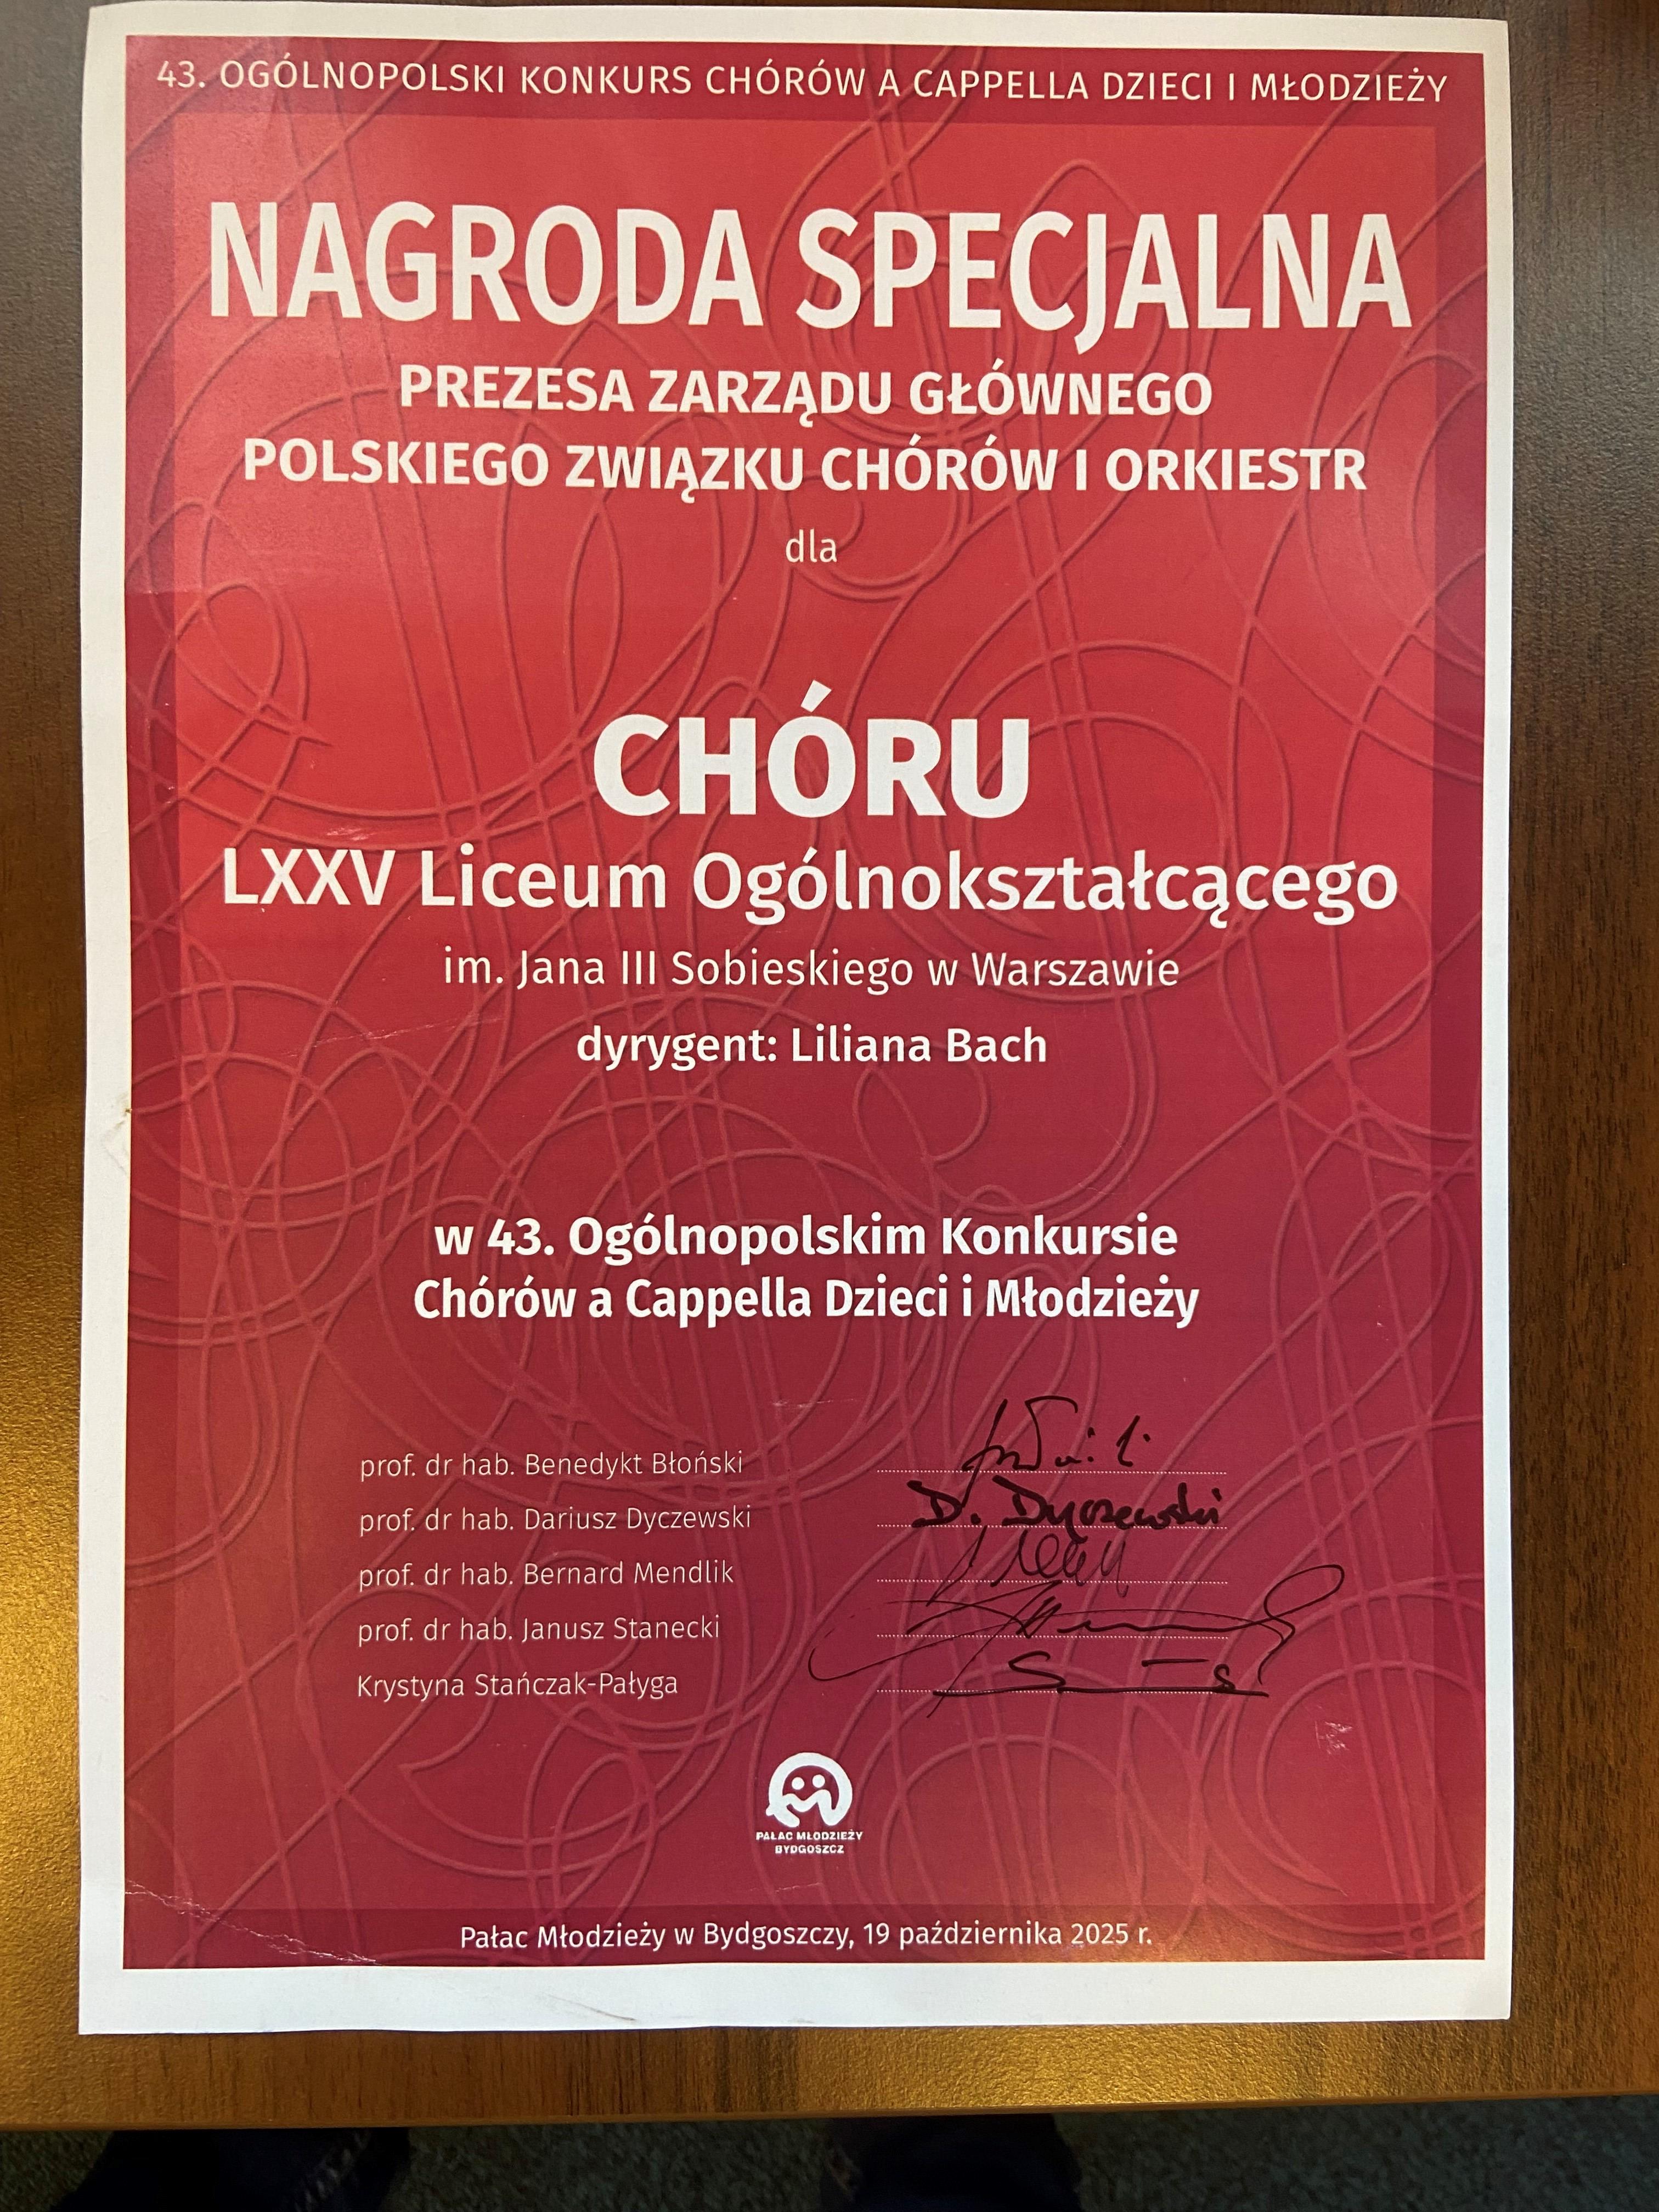 43. OGÓLNOPOLSKI KONKURS CHÓRÓW A CAPPELLA DZIECI I MŁODZIEŻY
NAGRODA SPECJALNA
PREZESA ZARZĄDU GŁÓWNEGO
POLSKIEGO ZWIĄZKU CHÓRÓW I ORKIESTR
dla
CHÓRU
LXXV Liceum Ogólnokształcącego
im. Jana III Sobieskiego w Warszawie
dyrygent: Liliana Bach
w 43. Ogólnopolskim Konkursie
Chórów a Cappella Dzieci i Młodzieży
prof. dr hab. Benedykt Błoński
prof. dr hab. Dariusz Dyczewski D. Dyczewski
prof. dr hab. Bernard Mendlik
prof. dr hab. Janusz Stanecki
Krystyna Stańczak-Pałyga
PAŁAC MŁODZIEŻY
BYDGOSZCZ
Pałac Młodzieży w Bydgoszczy, 19 października 2025 r.